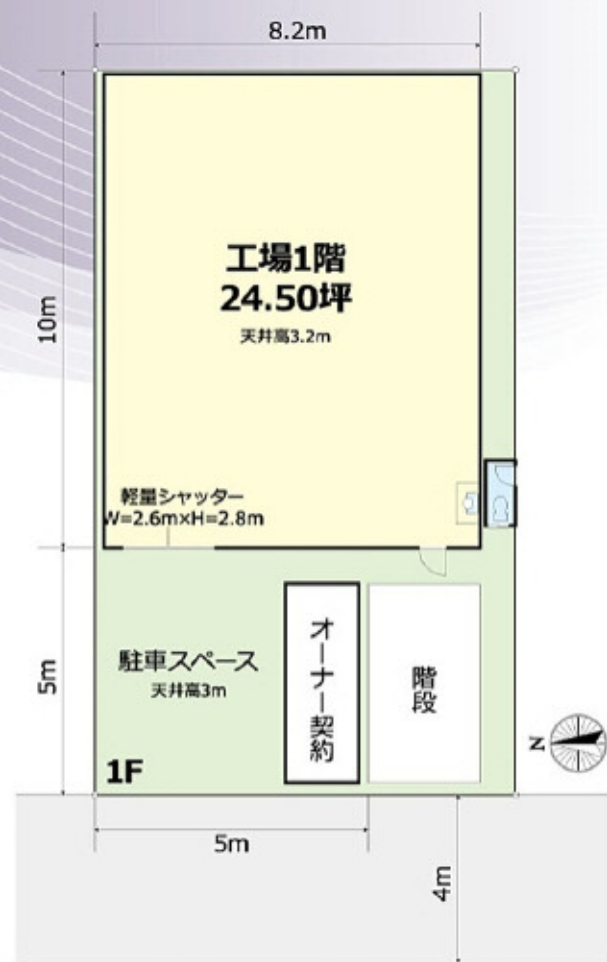 8.2m
10m
工場1階
24.50坪
天井高3.2m
軽量シャッター
W=2.6m×H=2.8m
5m
駐車スペース
天井高3m
オーナー契約
階段
N
1F
5m
4m